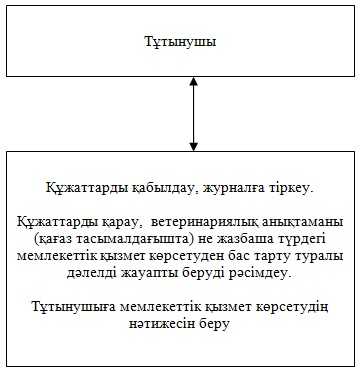 Тұтынушы
Құжаттарды қабылдау, журналға тіркеу.
Құжаттарды қарау, ветеринариялық анықтаманы
(қағаз тасымалдағышта) не жазбаша түрдегі
мемлекеттік қызмет көрсетуден бас тарту туралы
дәлелді жауапты беруді рәсімдеу.
Тұтынушыға мемлекеттік қызмет көрсетудің
нәтижесін беру